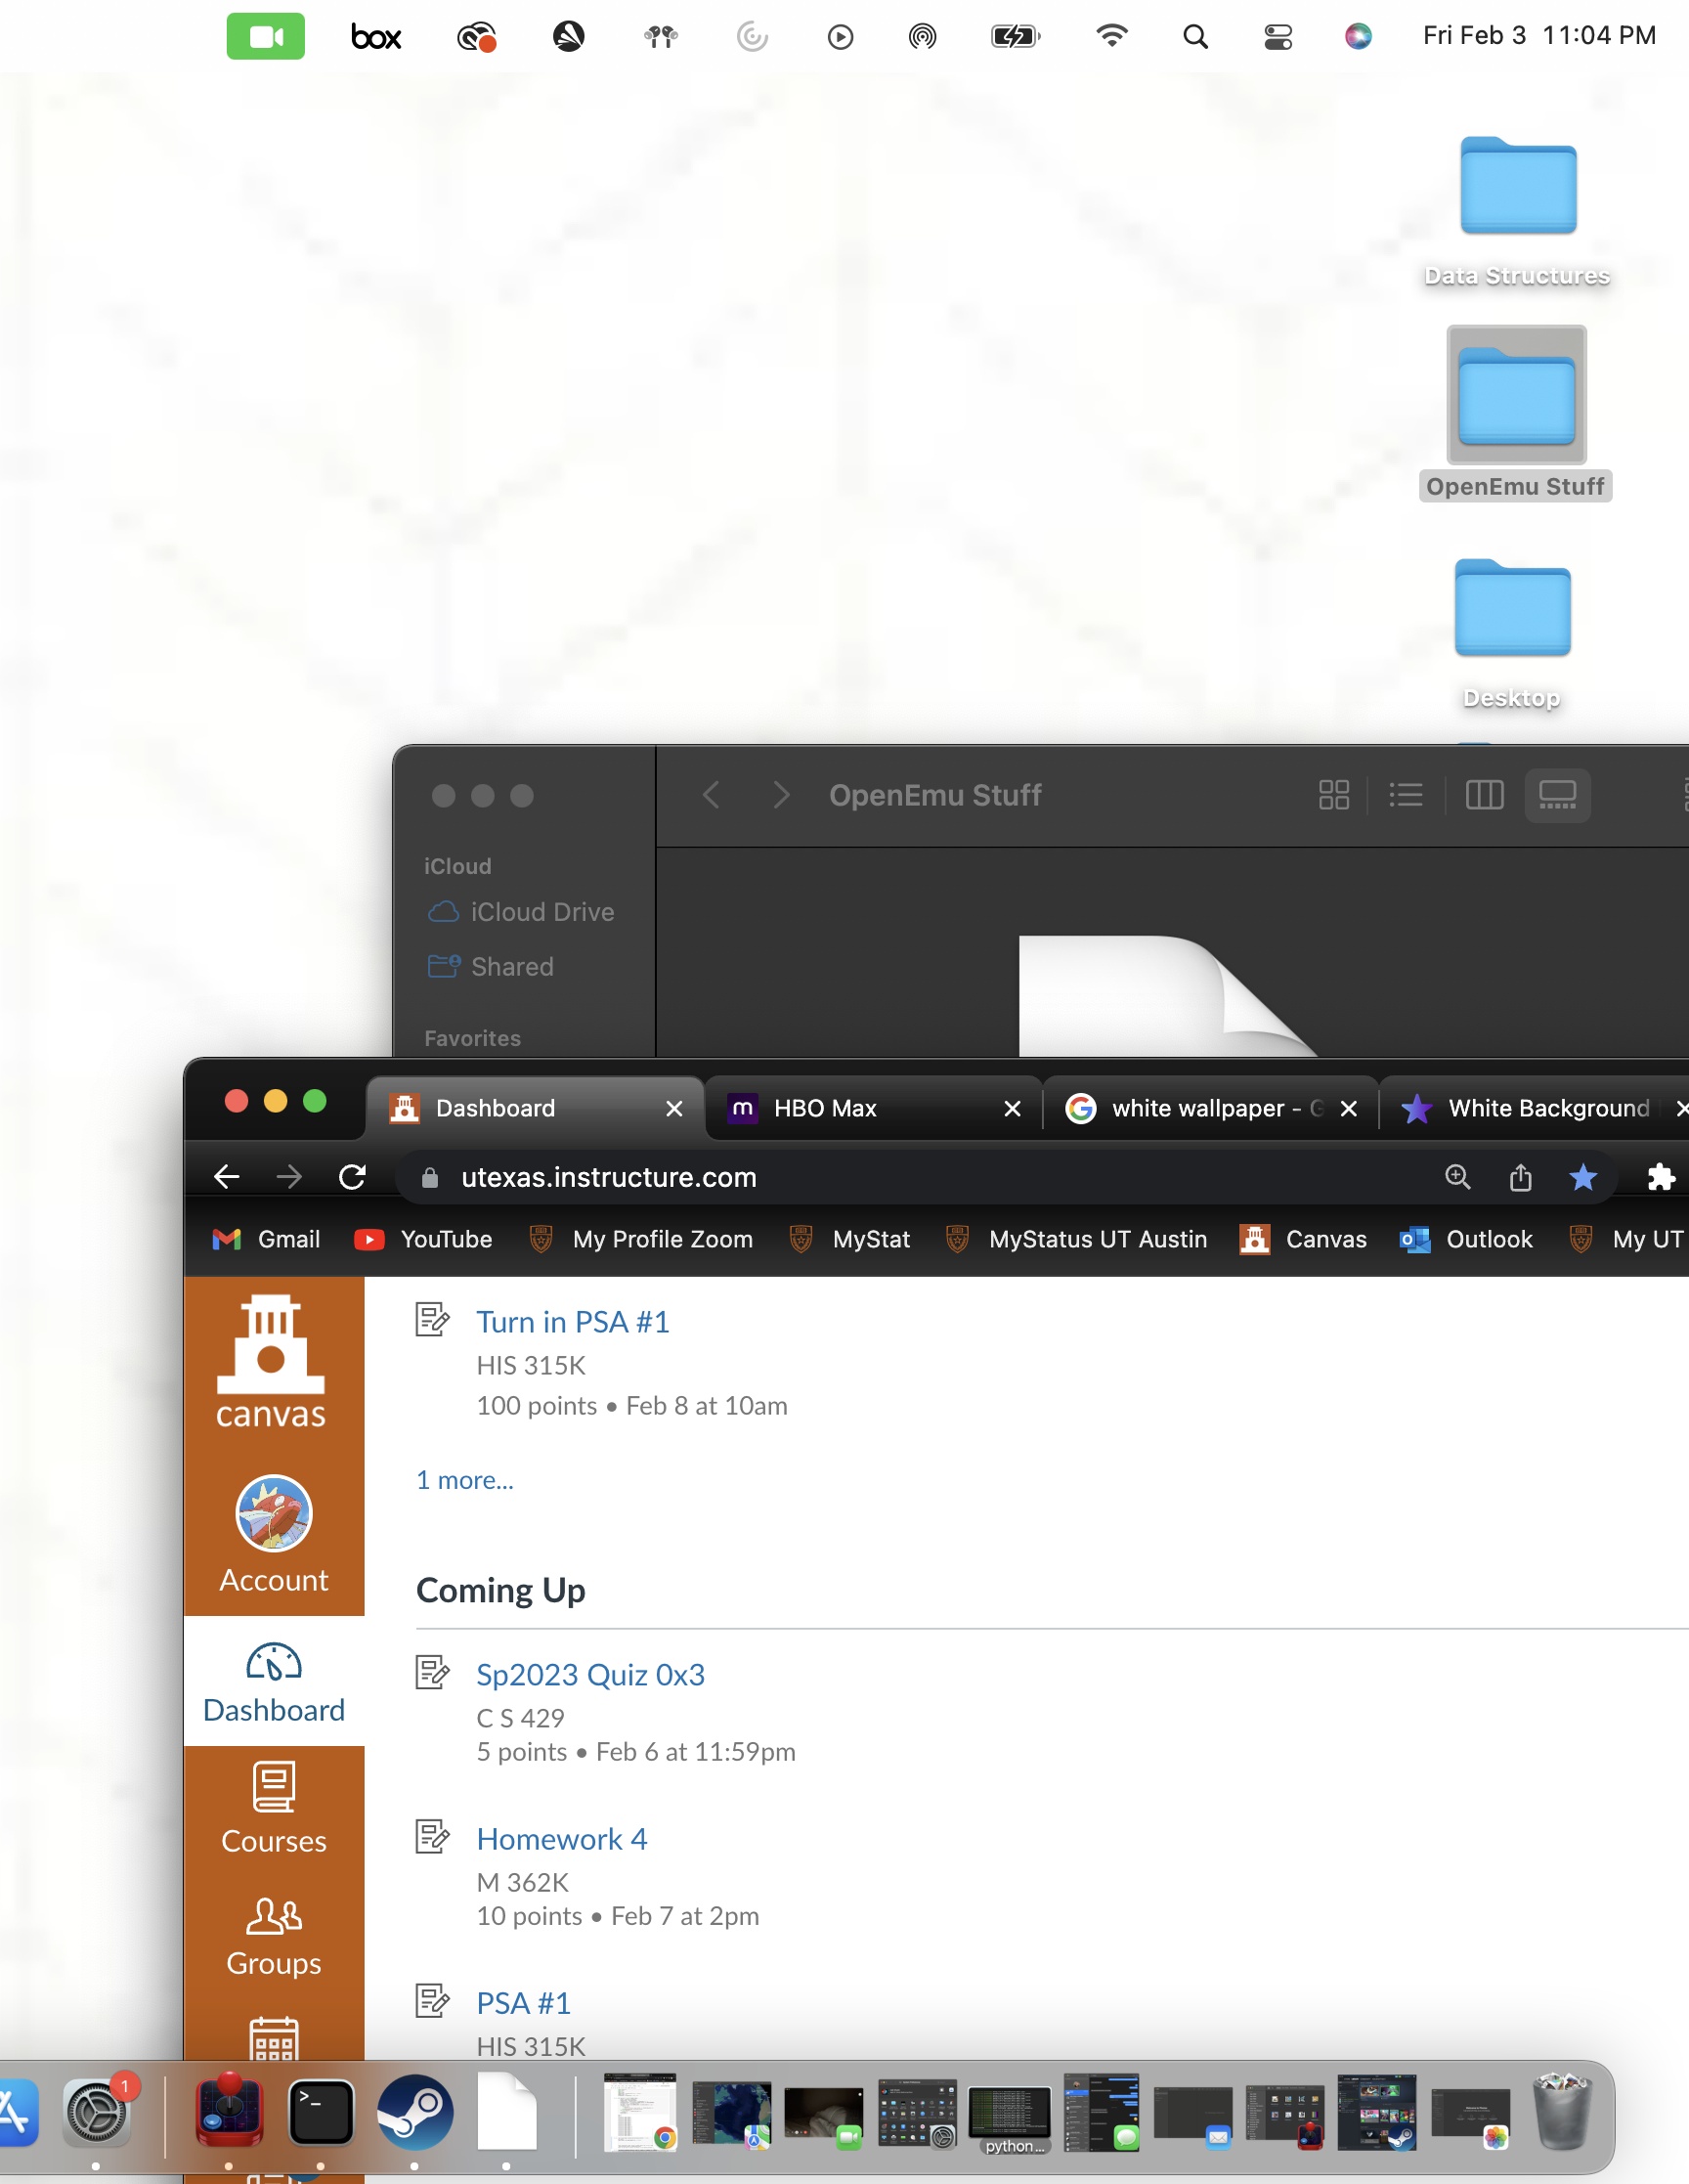 box
Fri Feb 3 11:04 PM
Data Structures
OpenEmu Stuff
Desktop
OpenEmu Stuff
iCloud
iCloud Drive
Shared
Favorites
Dashboard
HBO Max
white wallpaper - G
White Background
utexas.instructure.com
Gmail
YouTube
My Profile Zoom
MyStat
MyStatus UT Austin
Canvas
Outlook
My UT
canvas
Account
Dashboard
Courses
Groups
Turn in PSA #1
HIS 315K
100 points • Feb 8 at 10am
1 more...
Coming Up
Sp2023 Quiz 0x3
C S 429
5 points • Feb 6 at 11:59pm
Homework 4
M 362K
10 points • Feb 7 at 2pm
PSA #1
HIS 315K
1
>_
python ...